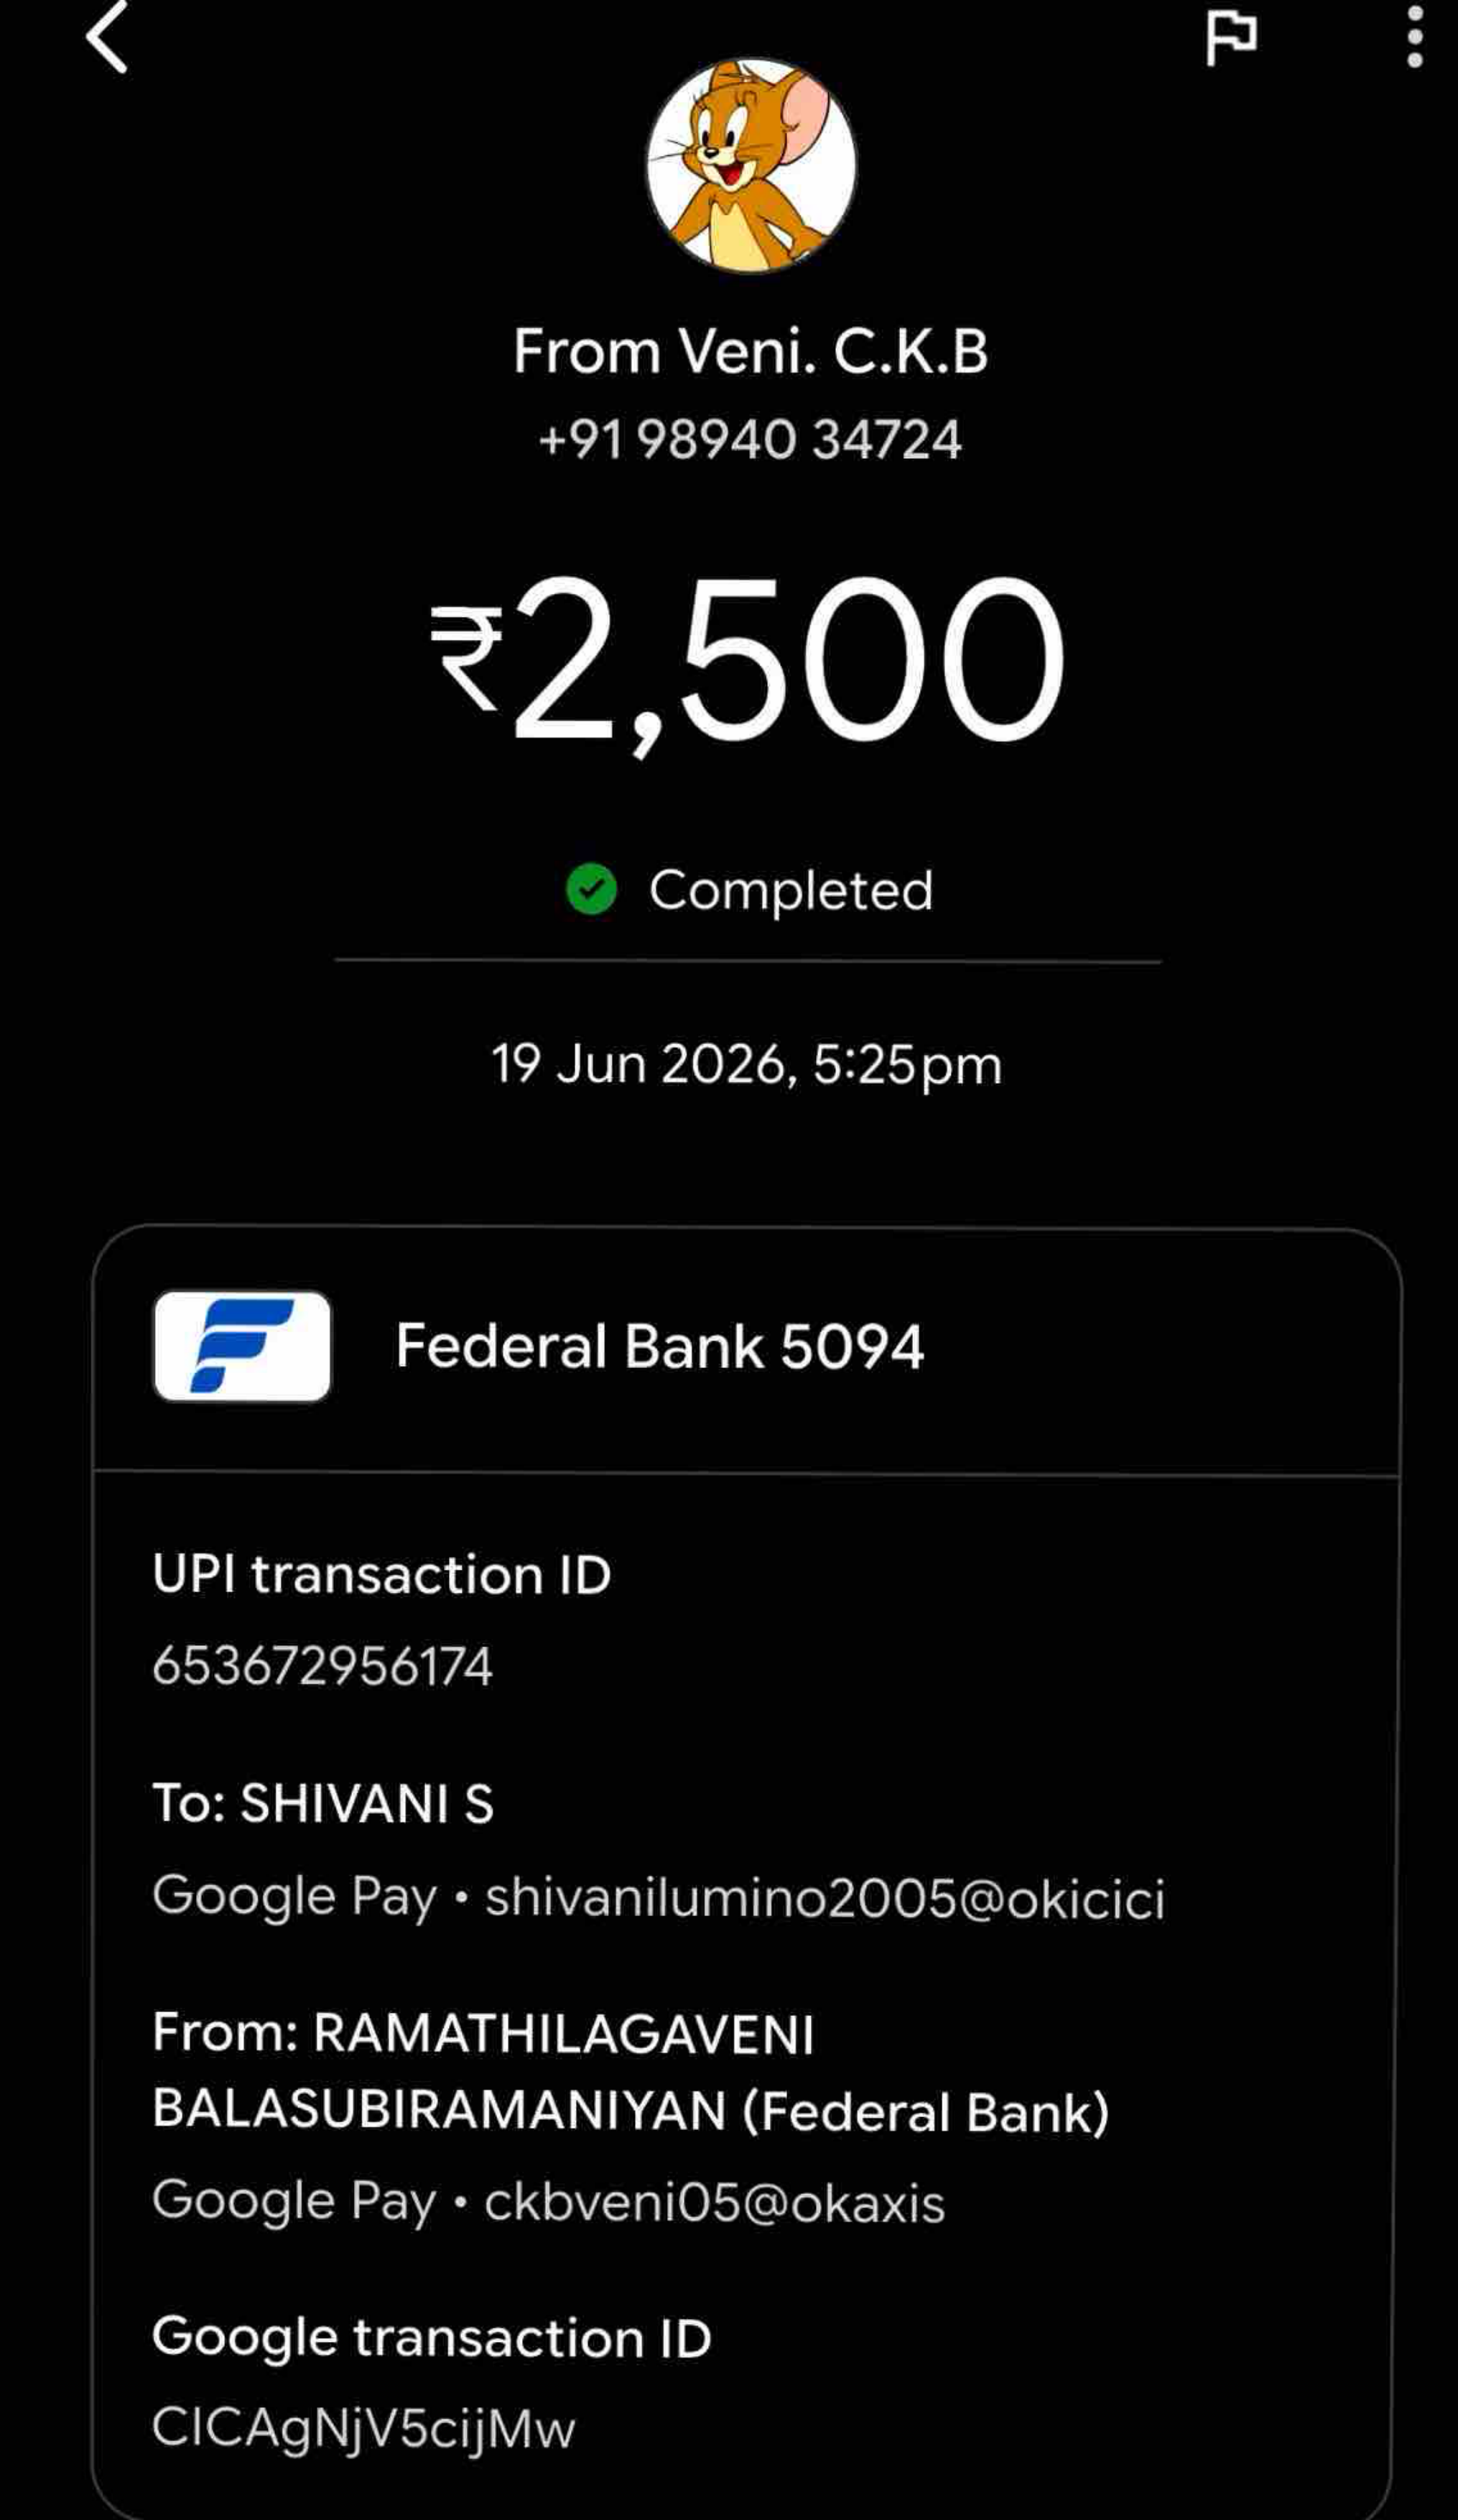 From Veni. C.K.B
+91 98940 34724
₹2,500
Completed
19 Jun 2026, 5:25pm
Federal Bank 5094
UPI transaction ID
653672956174
To: SHIVANI S
Google Pay • shivanilumino2005@okicici
From: RAMATHILAGAVENI
BALASUBIRAMANIYAN (Federal Bank)
Google Pay • ckbveni05@okaxis
Google transaction ID
CICAgNjV5cijMw